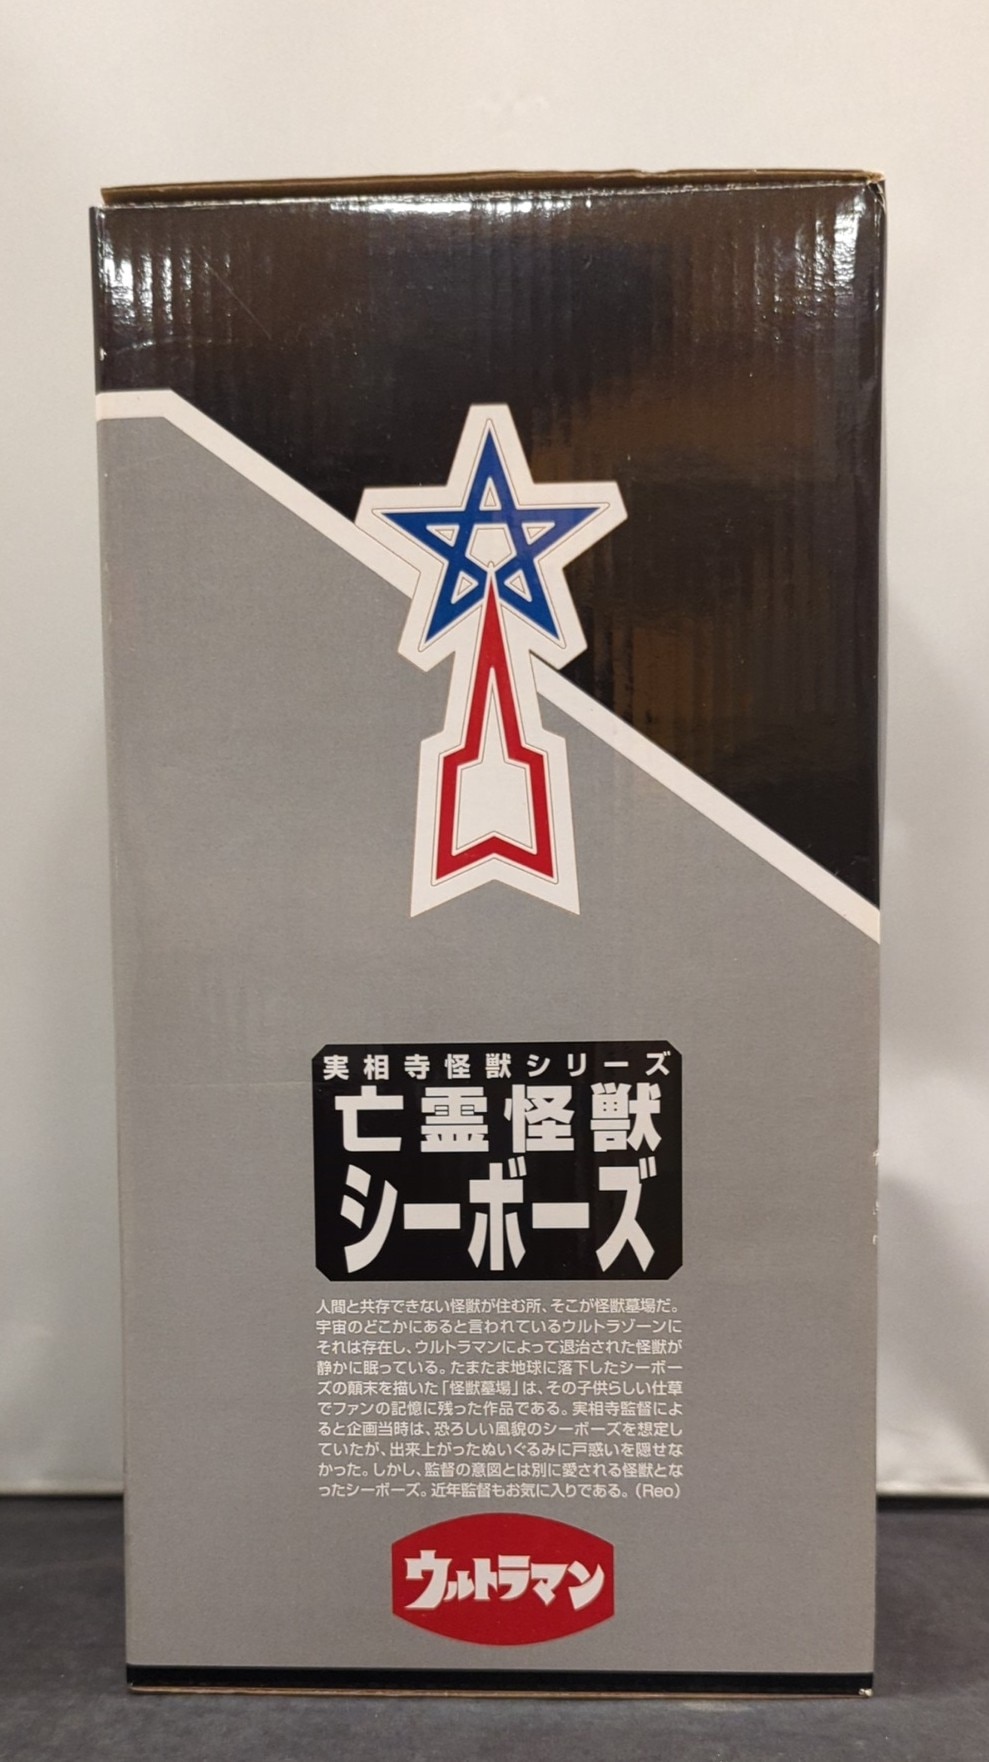 実相寺怪獣シリーズ
亡霊怪獣
シーボーズ
人間と共存できない怪獣が住む所、そこが怪獣墓場だ。
宇宙のどこかにあると言われているウルトラゾーンに
それは存在し、ウルトラマンによって退治された怪獣が
静かに眠っている。たまたま地球に落下したシーボー
ズの顛末を描いた「怪獣墓場」は、その子供らしい仕草
でファンの記憶に残った作品である。実相寺監督によ
ると企画当時は、恐ろしい風貌のシーボーズを想定し
ていたが、出来上がったぬいぐるみに戸惑いを隠せな
かった。しかし、監督の意図とは別に愛される怪獣とな
ったシーボーズ。近年監督もお気に入りである。（Reo）
ウルトラマン